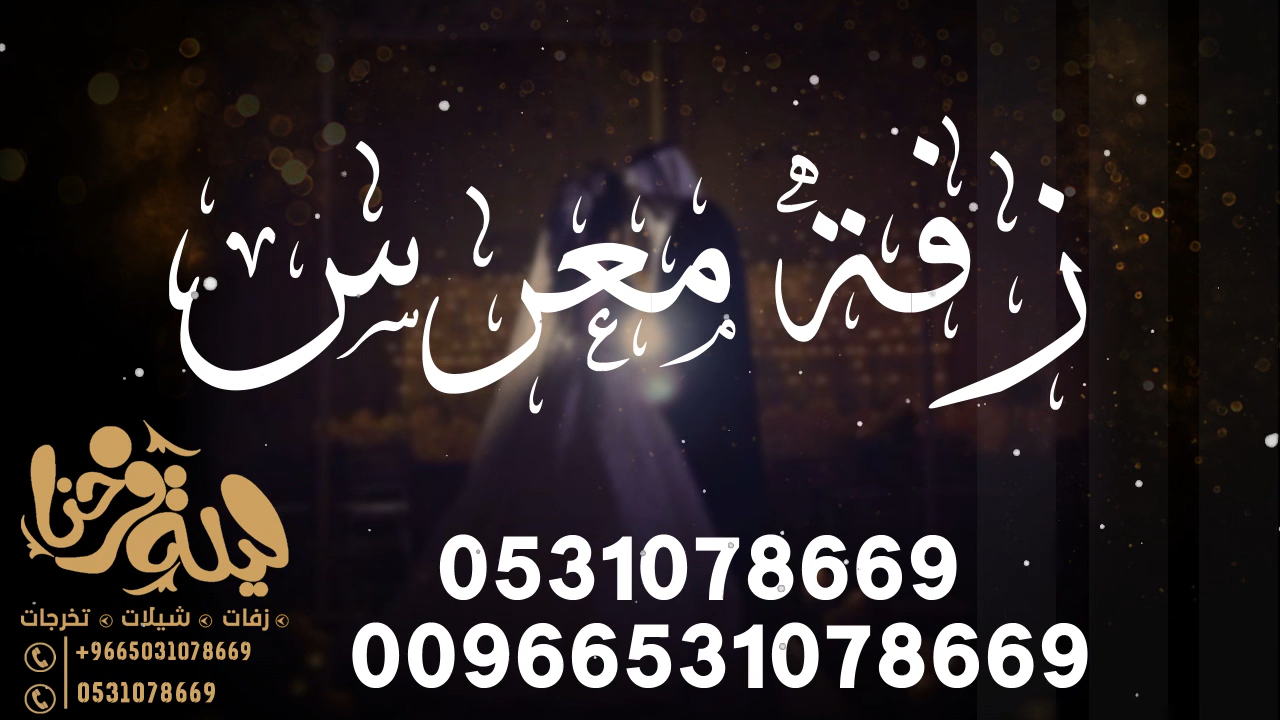 زفة معرس
0531078669
00966531078669
ليلة فرحنا
زفات شيلات تخرجات
+9665031078669
0531078669